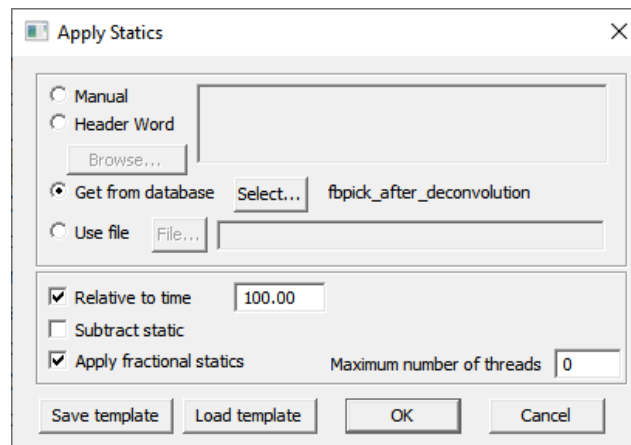 Apply Statics
Manual
Header Word
Browse...
Get from database Select... fbpick_after_deconvolution
Use file File...
Relative to time 100.00
Subtract static
Apply fractional statics Maximum number of threads 0
Save template Load template OK Cancel